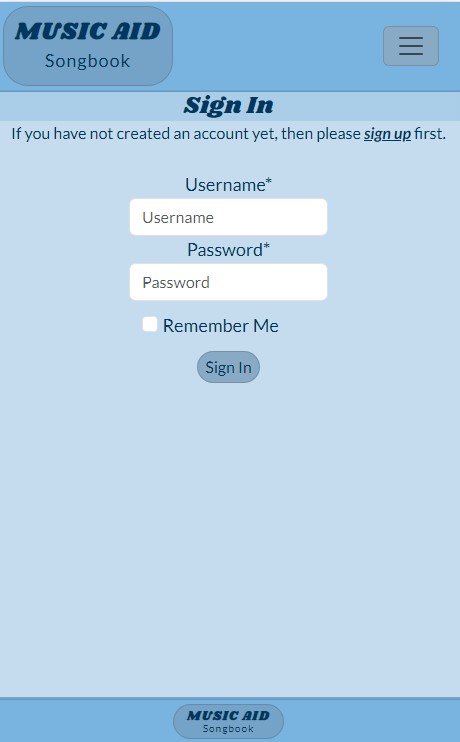 MUSIC AID
Songbook
Sign In
If you have not created an account yet, then please sign up first.
Username*
Username
Password*
Password
Remember Me
Sign In
MUSIC AID
Songbook